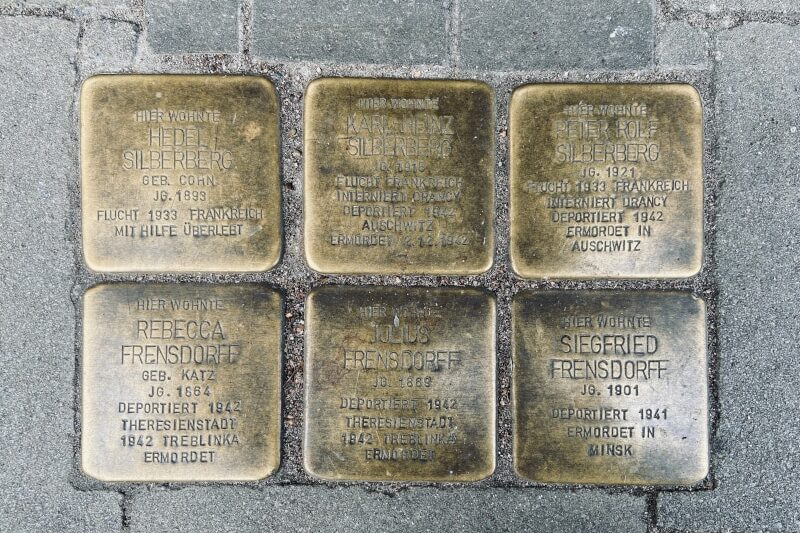 HIER WOHNTE
HEDEL
SILBERBERG
GEB. COHN
JG. 1893
FLUCHT 1933 FRANKREICH
MIT HILFE ÜBERLEBT
HIER WOHNTE
KARL HEINZ
SILBERBERG
FLUCHT FRANKREICH
INTERNIERT DRANCY
DEPORTIERT 1942
AUSCHWITZ
ERMORDET
HIER WOHNTE
PETER ROLF
SILBERBERG
JG. 1921
FLUCHT 1933 FRANKREICH
INTERNIERT DRANCY
DEPORTIERT 1942
ERMORDET IN
AUSCHWITZ
HIER WOHNTE
REBECCA
FRENSDORFF
GEB. KATZ
JG. 1864
DEPORTIERT 1942
THERESIENSTADT
1942 TREBLINKA
ERMORDET
HIER WOHNTE
JULIUS
FRENSDORFF
DEPORTIERT 1942
THERESIENSTADT
1942 TREBLINKA
ERMORDET
HIER WOHNTE
SIEGFRIED
FRENSDORFF
JG. 1901
DEPORTIERT 1941
ERMORDET IN
MINSK